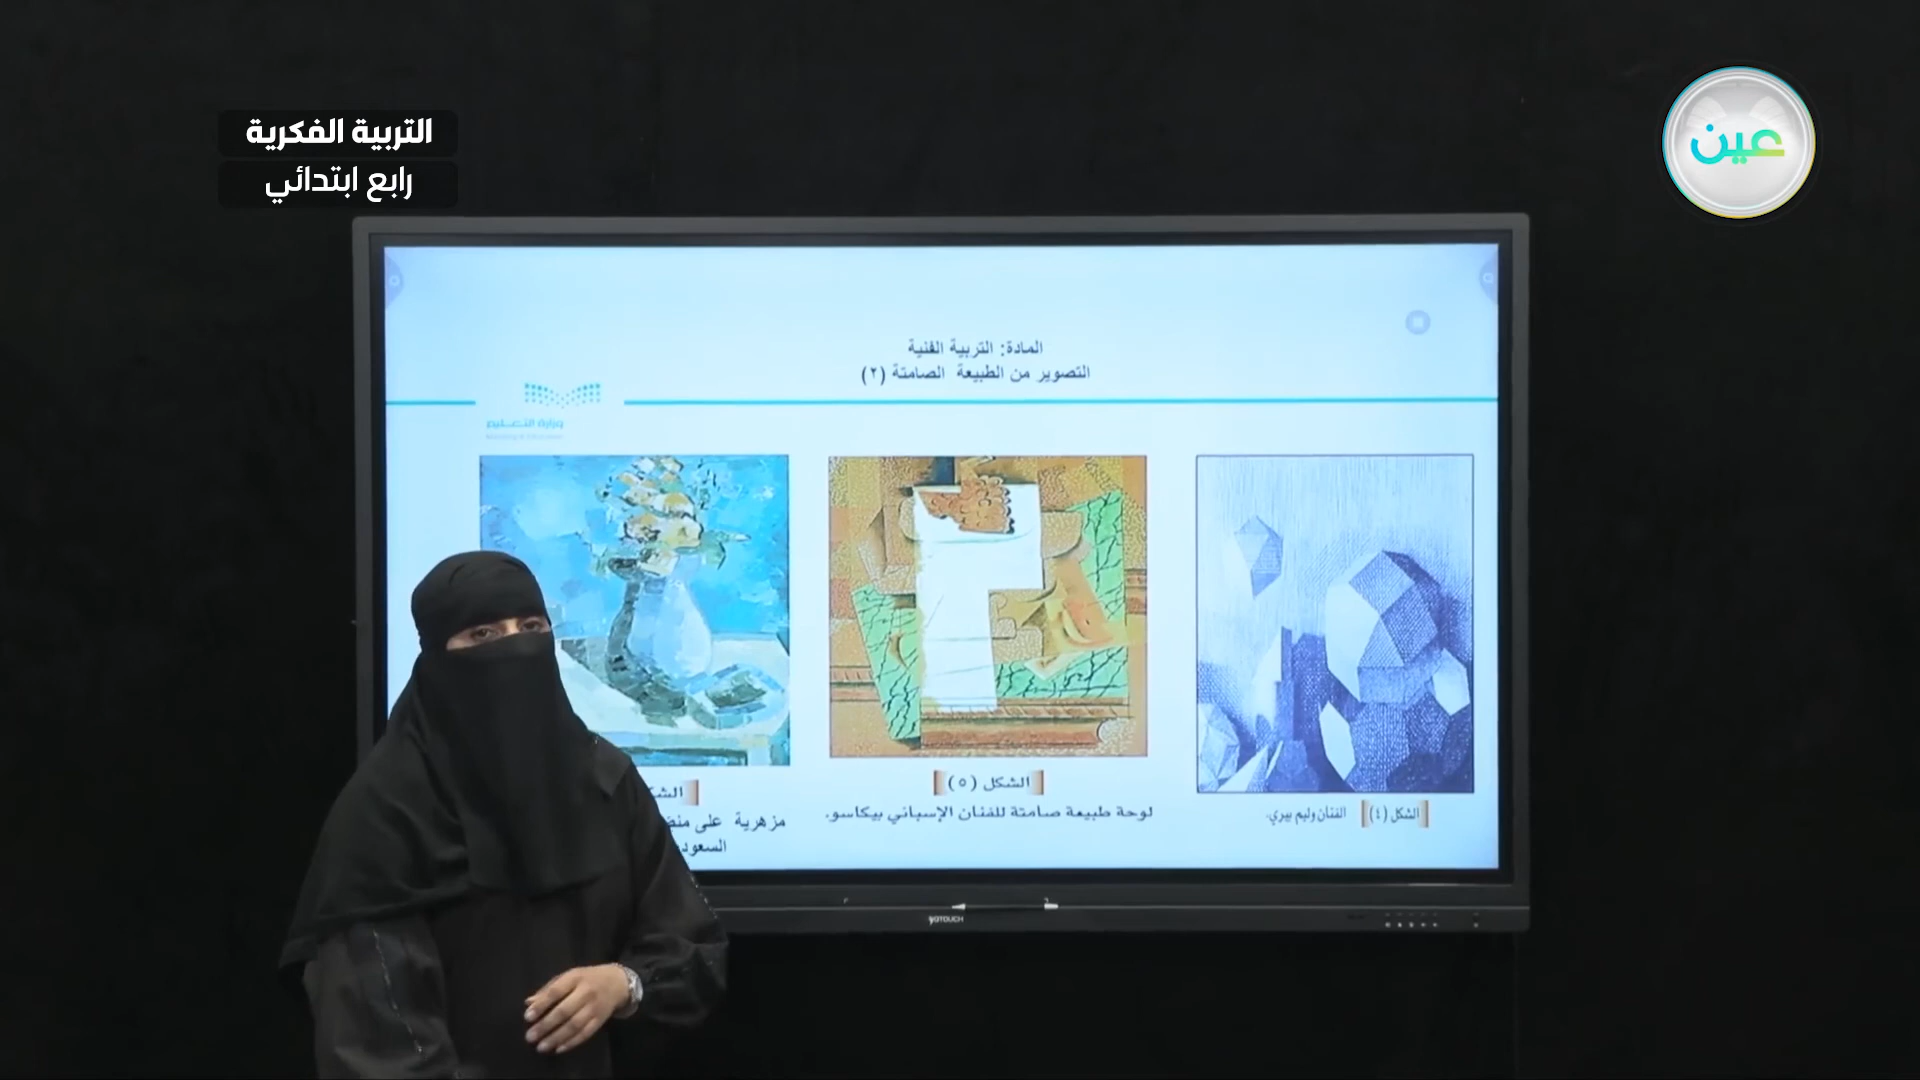 التربية الفكرية
رابع ابتدائي
عين
المادة: التربية الفنية
التصوير من الطبيعة الصامتة (٢)
وزارة التعليم
الشكل (٤) الفنان وليم بيري.
الشكل (٥)
لوحة طبيعة صامتة للفنان الإسباني بيكاسو.
مزهرية على